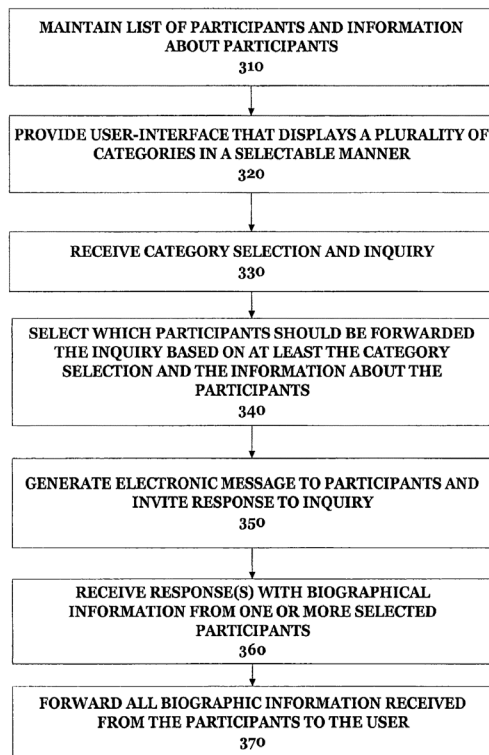 MAINTAIN LIST OF PARTICIPANTS AND INFORMATION
ABOUT PARTICIPANTS
310
PROVIDE USER-INTERFACE THAT DISPLAYS A PLURALITY OF
CATEGORIES IN A SELECTABLE MANNER
320
RECEIVE CATEGORY SELECTION AND INQUIRY
330
SELECT WHICH PARTICIPANTS SHOULD BE FORWARDED
THE INQUIRY BASED ON AT LEAST THE CATEGORY
SELECTION AND THE INFORMATION ABOUT THE
PARTICIPANTS
340
GENERATE ELECTRONIC MESSAGE TO PARTICIPANTS AND
INVITE RESPONSE TO INQUIRY
350
RECEIVE RESPONSE(S) WITH BIOGRAPHICAL
INFORMATION FROM ONE OR MORE SELECTED
PARTICIPANTS
360
FORWARD ALL BIOGRAPHIC INFORMATION RECEIVED
FROM THE PARTICIPANTS TO THE USER
370